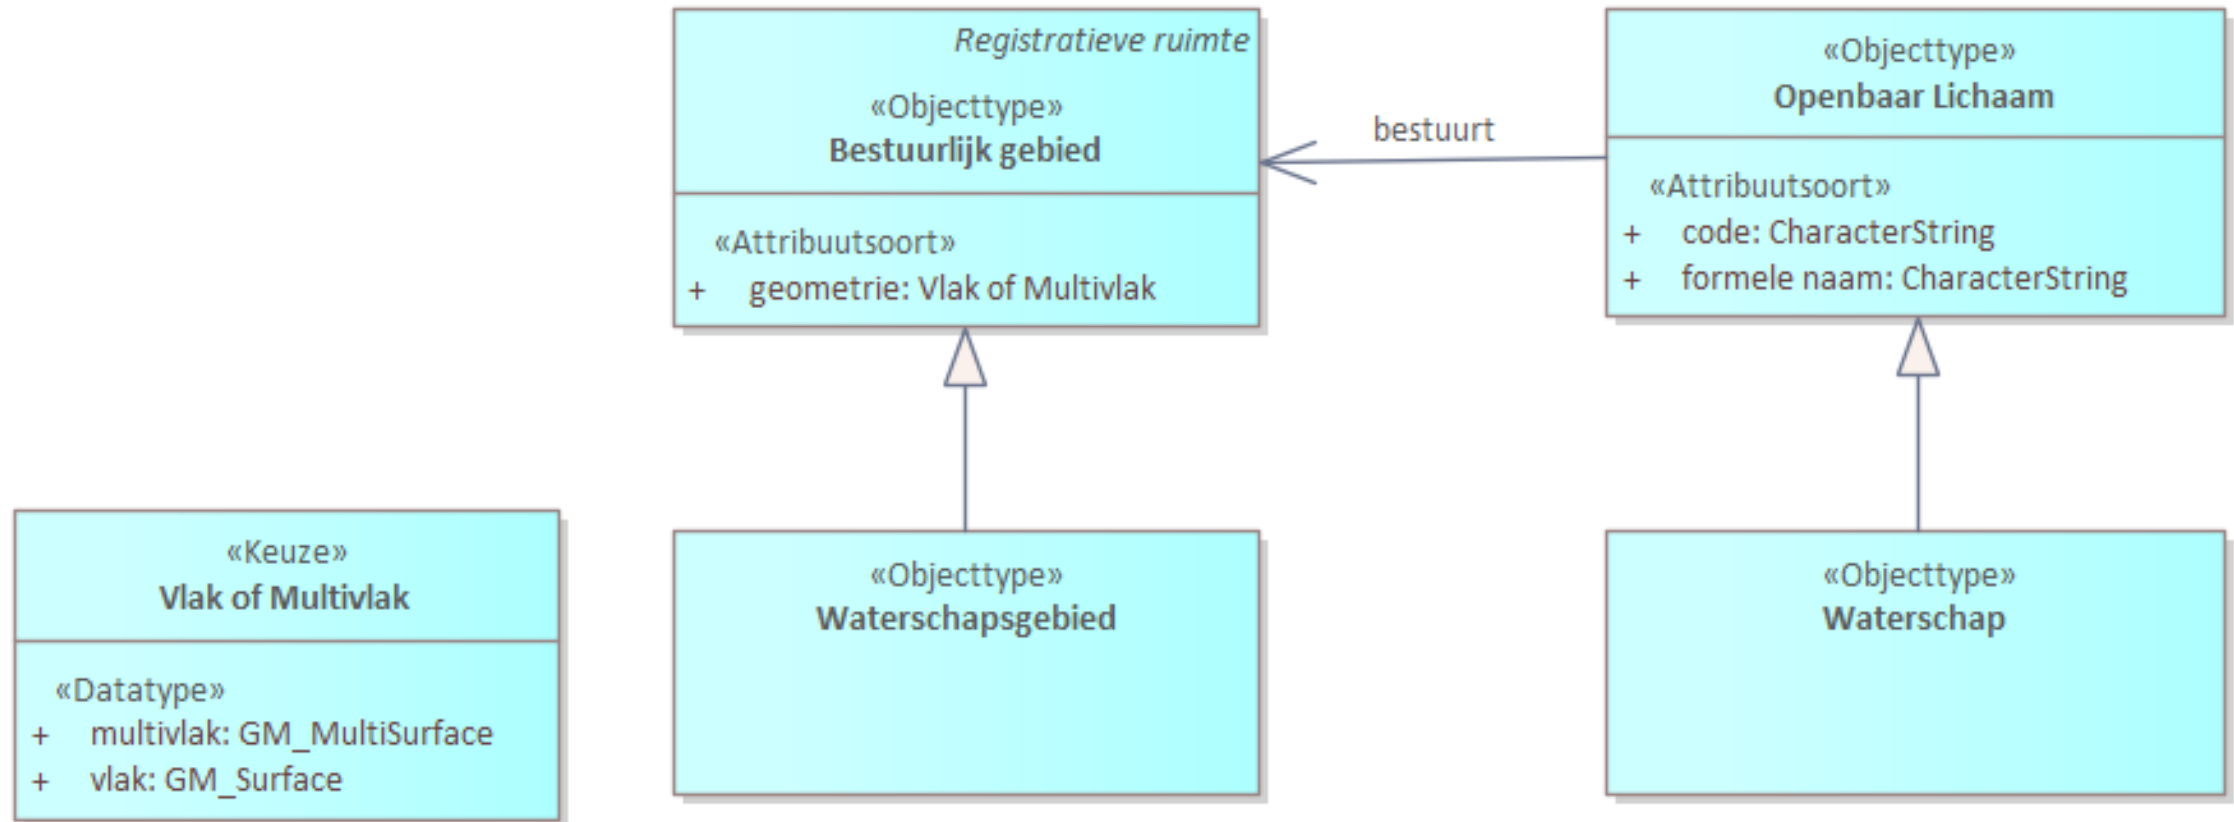 Registratieve ruimte
«Objecttype»
Bestuurlijk gebied
«Attribuutsoort»
+ geometrie: Vlak of Multivlak
bestuurt
«Objecttype»
Openbaar Lichaam
«Attribuutsoort»
+ code: CharacterString
+ formele naam: CharacterString
«Keuze»
Vlak of Multivlak
«Datatype»
+ multivlak: GM_MultiSurface
+ vlak: GM_Surface
«Objecttype»
Waterschapsgebied
«Objecttype»
Waterschap